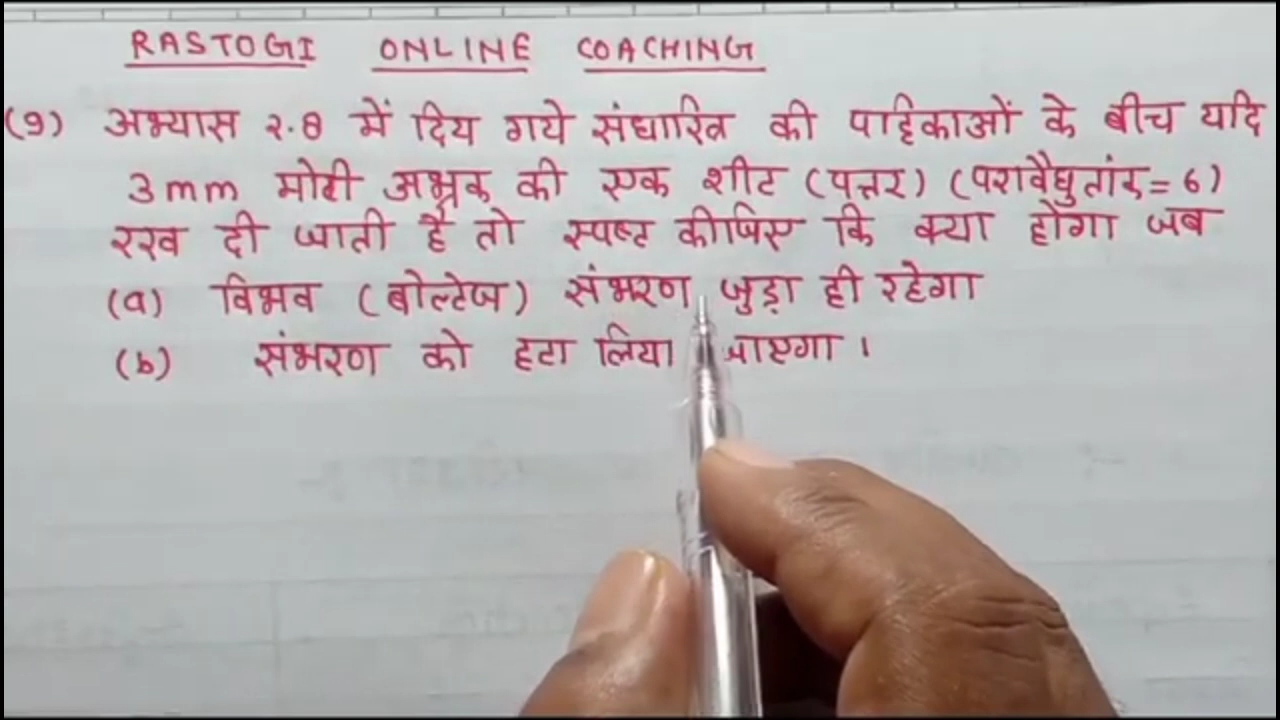 RASTOGI ONLINE COACHING
(9) अभ्यास २.8 में दिय गये संधारित्र की पट्टिकाओं के बीच यदि
3mm मोटी अभ्रक की एक शीट (पत्तर) (परावैधुतांक = 6)
रख दी जाती है तो स्पष्ट कीजिए कि क्या होगा जब
(a) विभव (बोल्टेज) संभरण जुड़ा ही रहेगा
(b) संभरण को हटा लिया जाएगा ।